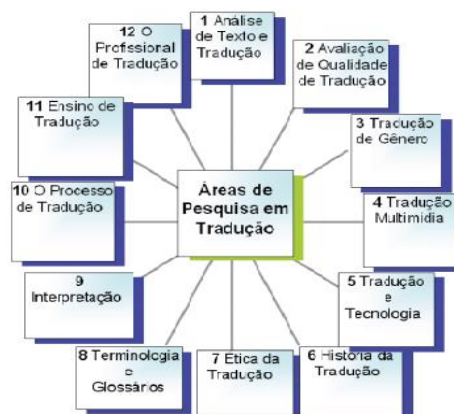 Áreas de
Pesquisa em
Tradução
1 Análise
de Texto e
Tradução
2 Avaliação
de Qualidade
de Tradução
3 Tradução
de Gênero
4 Tradução
Multimídia
5 Tradução
e
Tecnologia
6 História da
Tradução
7 Ética da
Tradução
8 Terminologia
e
Glossários
9
Interpretação
10 O Processo
de Tradução
11 Ensino de
Tradução
12 O
Profissional
de Tradução